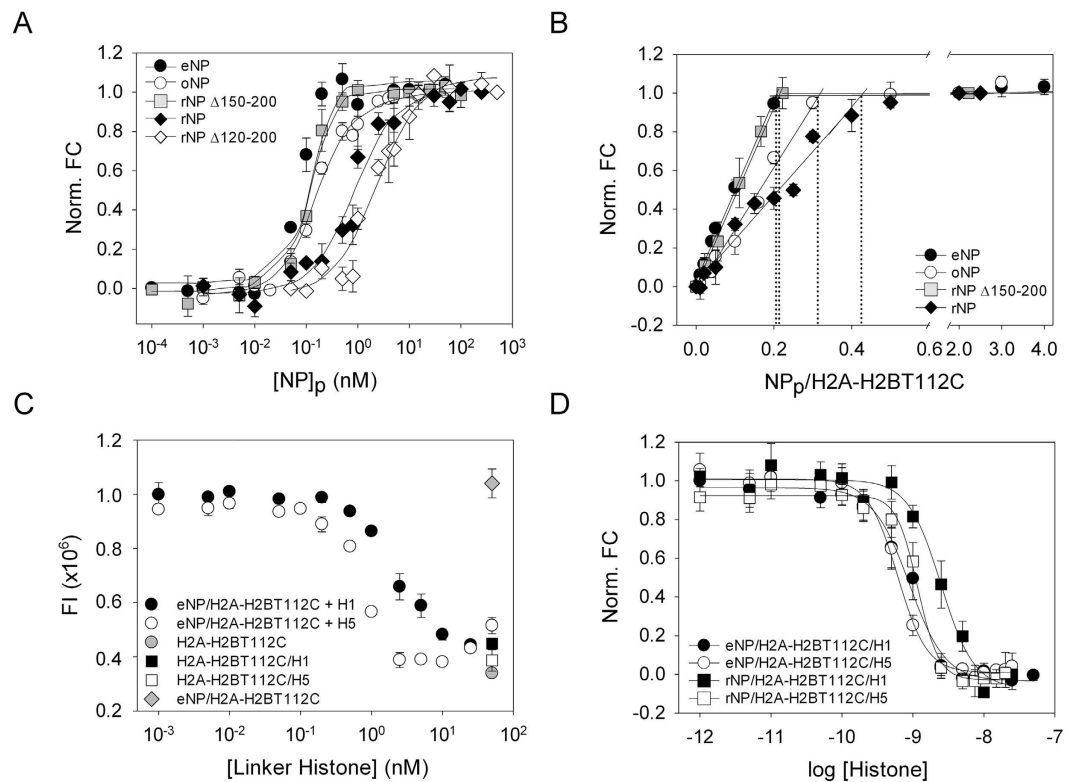 A
1.2
1.0
0.8
0.6
0.4
0.2
0.0
Norm. FC
eNP
oNP
rNP Δ150-200
rNP
rNP Δ120-200
10⁻⁴ 10⁻³ 10⁻² 10⁻¹ 10⁰ 10¹ 10² 10³
[NP]p (nM)
B
1.2
1.0
0.8
0.6
0.4
0.2
0.0
-0.2
Norm. FC
eNP
oNP
rNP Δ150-200
rNP
0.0 0.2 0.4 0.6 2.0 3.0 4.0
NPp/H2A-H2BT112C
C
1.2
1.0
0.8
0.6
0.4
0.2
FI (x10⁶)
eNP/H2A-H2BT112C + H1
eNP/H2A-H2BT112C + H5
H2A-H2BT112C
H2A-H2BT112C/H1
H2A-H2BT112C/H5
eNP/H2A-H2BT112C
10⁻³ 10⁻² 10⁻¹ 10⁰ 10¹ 10²
[Linker Histone] (nM)
D
1.2
1.0
0.8
0.6
0.4
0.2
0.0
-0.2
Norm. FC
eNP/H2A-H2BT112C/H1
eNP/H2A-H2BT112C/H5
rNP/H2A-H2BT112C/H1
rNP/H2A-H2BT112C/H5
-12 -11 -10 -9 -8 -7
log [Histone]